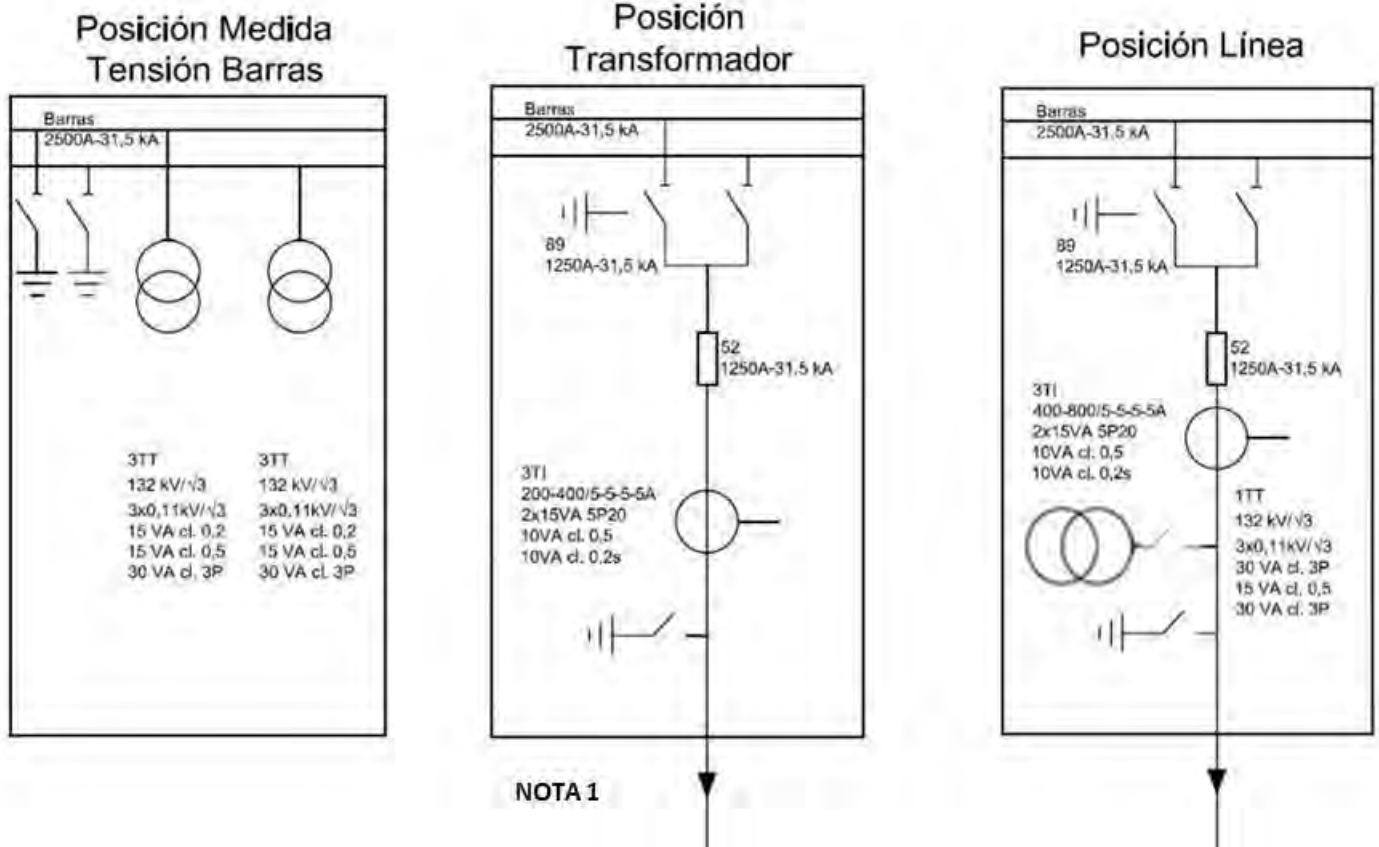 Posición Medida
Tensión Barras
Barras
2500A-31,5 kA
3TT
132 kV/√3
3x0,11kV/√3
15 VA cl. 0,2
15 VA cl. 0,5
30 VA cl. 3P
3TT
132 kV/√3
3x0,11kV/√3
15 VA cl. 0,2
15 VA cl. 0,5
30 VA cl. 3P
Posición
Transformador
Barras
2500A-31,5 kA
89
1250A-31,5 kA
52
1250A-31.5 kA
3TI
200-400/5-5-5-5A
2x15VA 5P20
10VA cl. 0,5
10VA cl. 0,2s
NOTA 1
Posición Línea
Barras
2500A-31,5 kA
89
1250A-31,5 kA
52
1250A-31,5 kA
3TI
400-800/5-5-5-5A
2x15VA 5P20
10VA cl. 0,5
10VA cl. 0,2s
1TT
132 kV/√3
3x0,11kV/√3
30 VA cl. 3P
15 VA cl. 0,5
30 VA cl. 3P